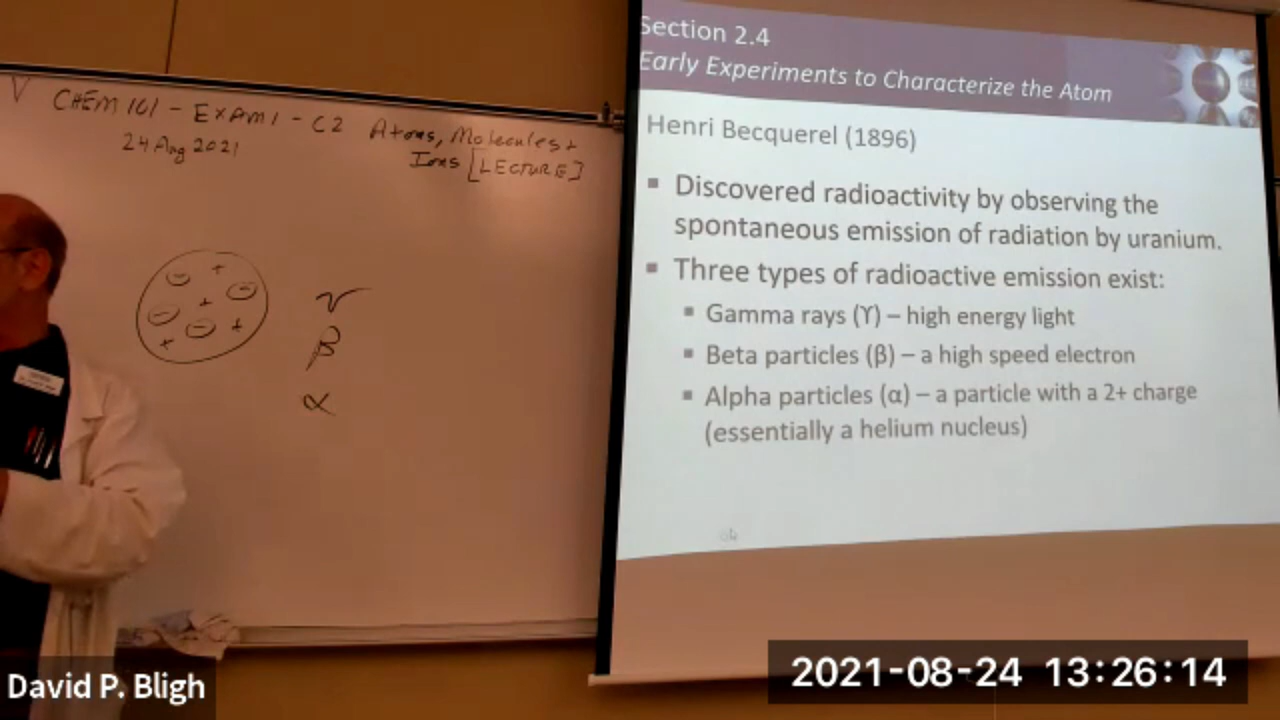 CHEM 101 - EXAM 1 - C2 Atoms, Molecules +
24 Aug 2021 Ions [LECTURE]
- + -
- + - +
+
γ
β
α
Section 2.4
Early Experiments to Characterize the Atom
Henri Becquerel (1896)
▪ Discovered radioactivity by observing the
spontaneous emission of radiation by uranium.
▪ Three types of radioactive emission exist:
▪ Gamma rays (ϒ) – high energy light
▪ Beta particles (β) – a high speed electron
▪ Alpha particles (α) – a particle with a 2+ charge
(essentially a helium nucleus)
David P. Bligh
2021-08-24 13:26:14